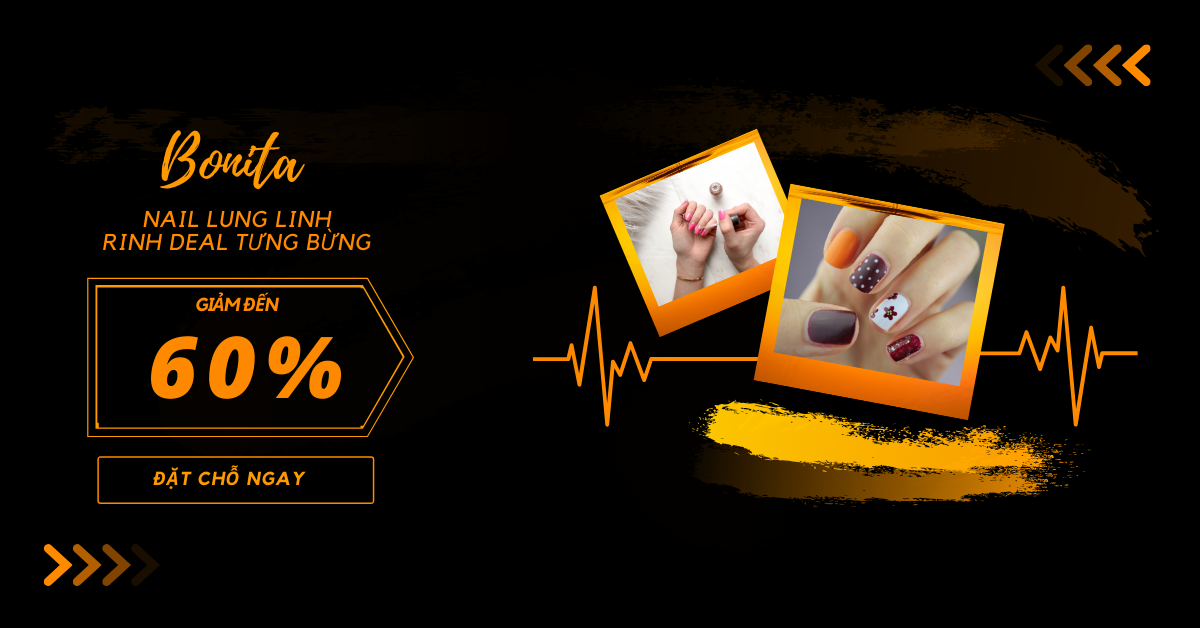 Bonita
NAIL LUNG LINH
RINH DEAL TƯNG BỪNG
GIẢM ĐẾN
60%
ĐẶT CHỖ NGAY